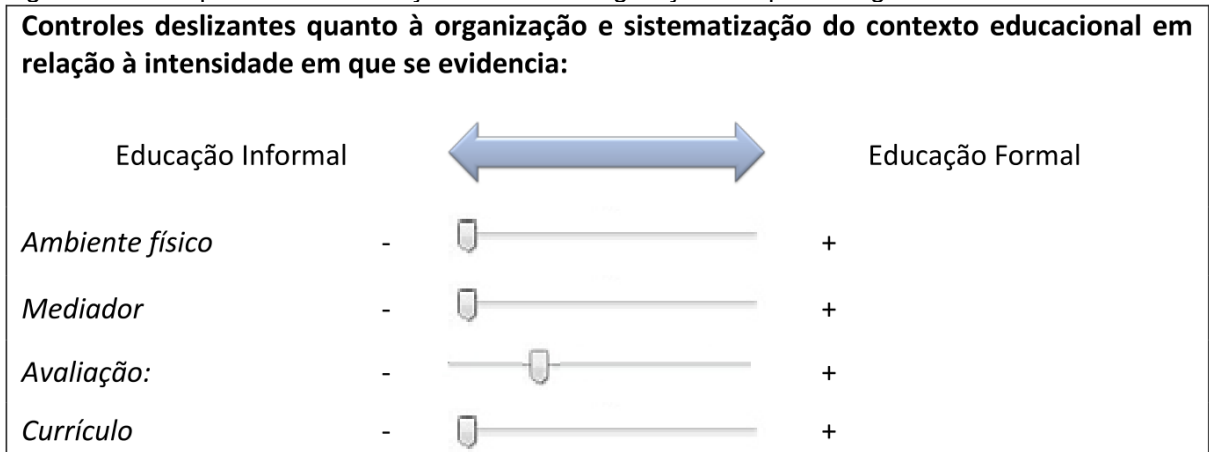 Controles deslizantes quanto à organização e sistematização do contexto educacional em
relação à intensidade em que se evidencia:
Educação Informal Educação Formal
Ambiente físico - +
Mediador - +
Avaliação: - +
Currículo - +